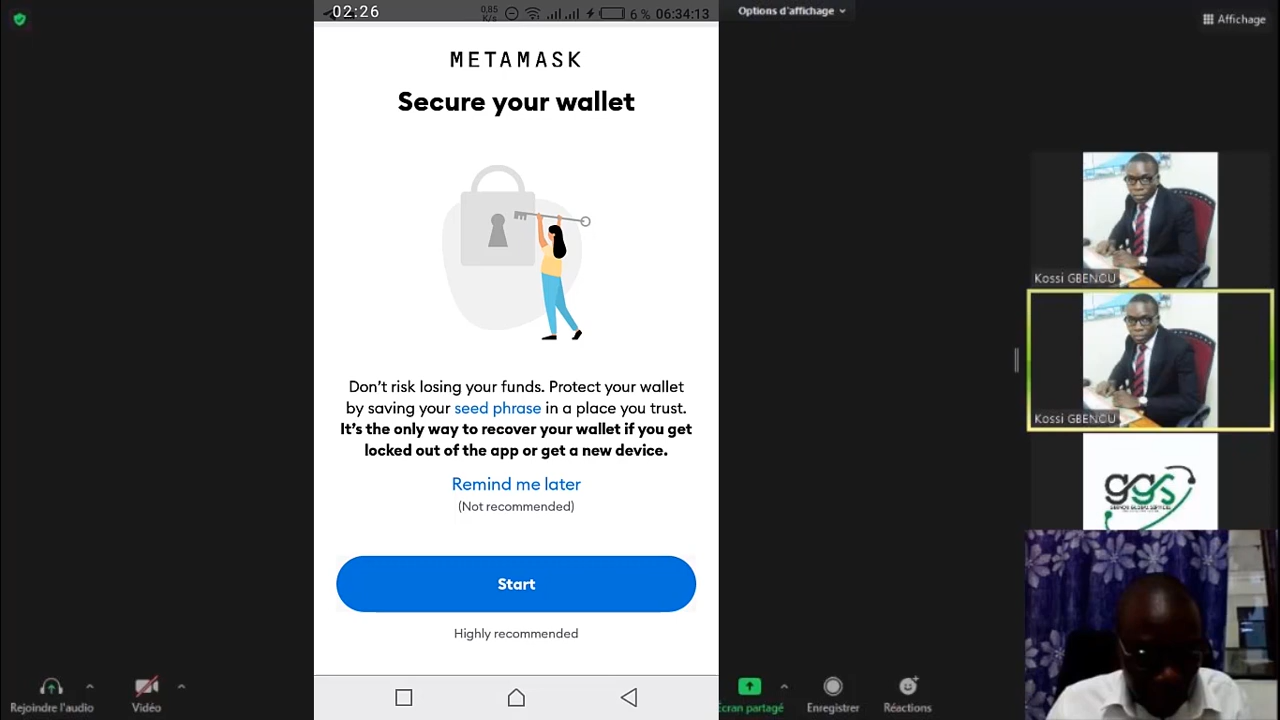 02:26
0,85
K/s
6 %
06:34:13
Options d'affichage
Affichage
METAMASK
Secure your wallet
Don't risk losing your funds. Protect your wallet
by saving your seed phrase in a place you trust.
It's the only way to recover your wallet if you get
locked out of the app or get a new device.
Remind me later
(Not recommended)
Start
Highly recommended
Kossi GBENOU
Kossi GBENOU
ggs
Rejoindre l'audio
Vidéo
Écran partagé
Enregistrer
Réactions